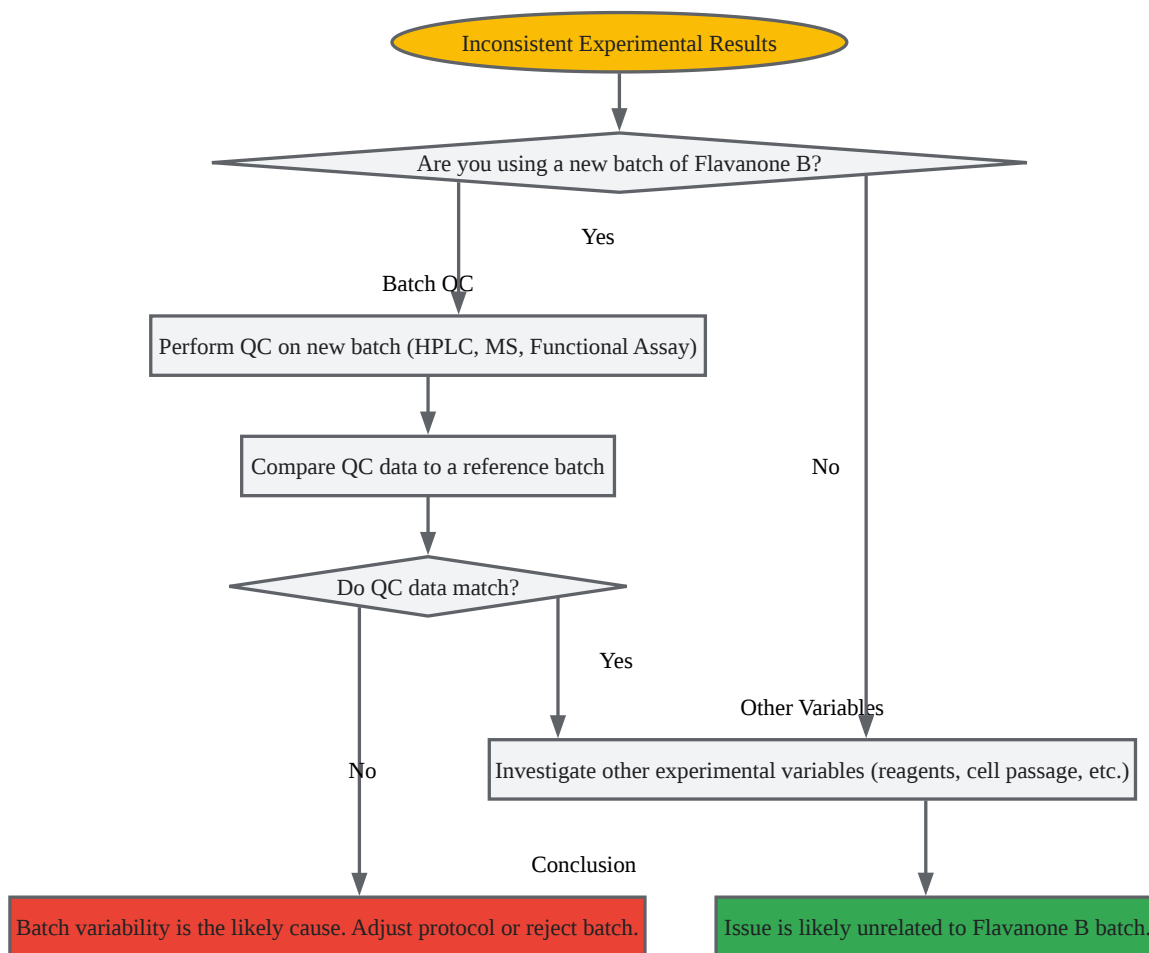 Inconsistent Experimental Results
Are you using a new batch of Flavanone B?
Yes
Batch QC
Perform QC on new batch (HPLC, MS, Functional Assay)
Compare QC data to a reference batch
No
Do QC data match?
Yes
Other Variables
Investigate other experimental variables (reagents, cell passage, etc.)
No
Conclusion
Batch variability is the likely cause. Adjust protocol or reject batch.
Issue is likely unrelated to Flavanone B batch.